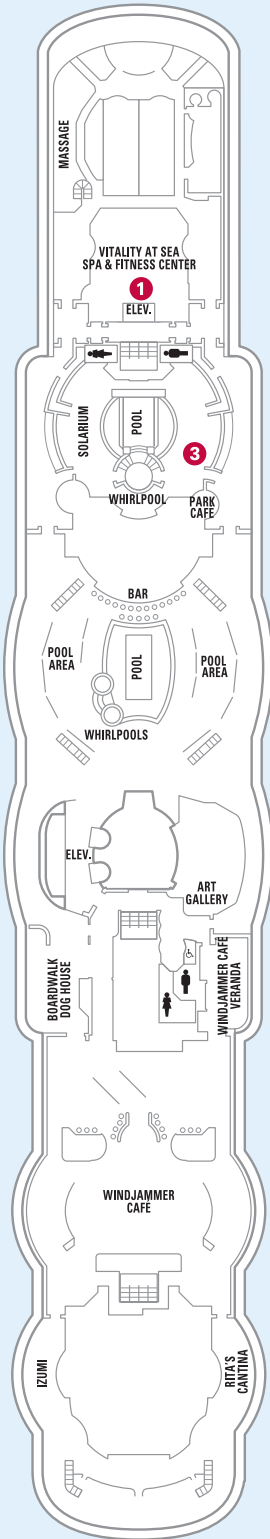 MASSAGE
VITALITY AT SEA
SPA & FITNESS CENTER
1
ELEV.
SOLARIUM
POOL
3
WHIRLPOOL
PARK
CAFÉ
BAR
POOL
AREA
POOL
POOL
AREA
WHIRLPOOLS
ELEV.
ART
GALLERY
BOARDWALK
DOG HOUSE
WINDJAMMER CAFÉ
VERANDA
WINDJAMMER
CAFÉ
IZUMI
RITA'S
CANTINA